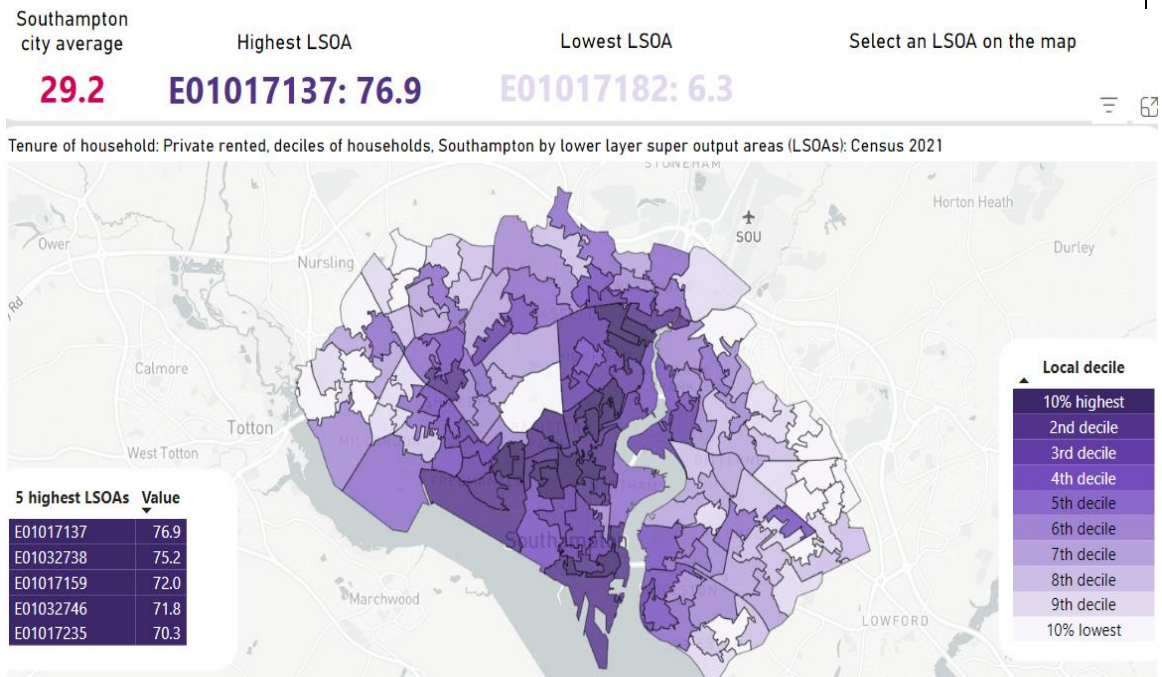 Southampton
city average
29.2
Highest LSOA
E01017137: 76.9
Lowest LSOA
E01017182: 6.3
Select an LSOA on the map
Tenure of household: Private rented, deciles of households, Southampton by lower layer super output areas (LSOAs): Census 2021
STONEHAM
SOU
Horton Heath
Durley
Ower
Nursling
Rd
Calmore
Totton
West Totton
Southampton
Marchwood
LOWFORD
5 highest LSOAs Value
E01017137 76.9
E01032738 75.2
E01017159 72.0
E01032746 71.8
E01017235 70.3
Local decile
10% highest
2nd decile
3rd decile
4th decile
5th decile
6th decile
7th decile
8th decile
9th decile
10% lowest